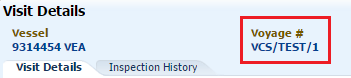 Visit Details
Vessel Voyage #
9314454 VEA VCS/TEST/1
Visit Details Inspection History